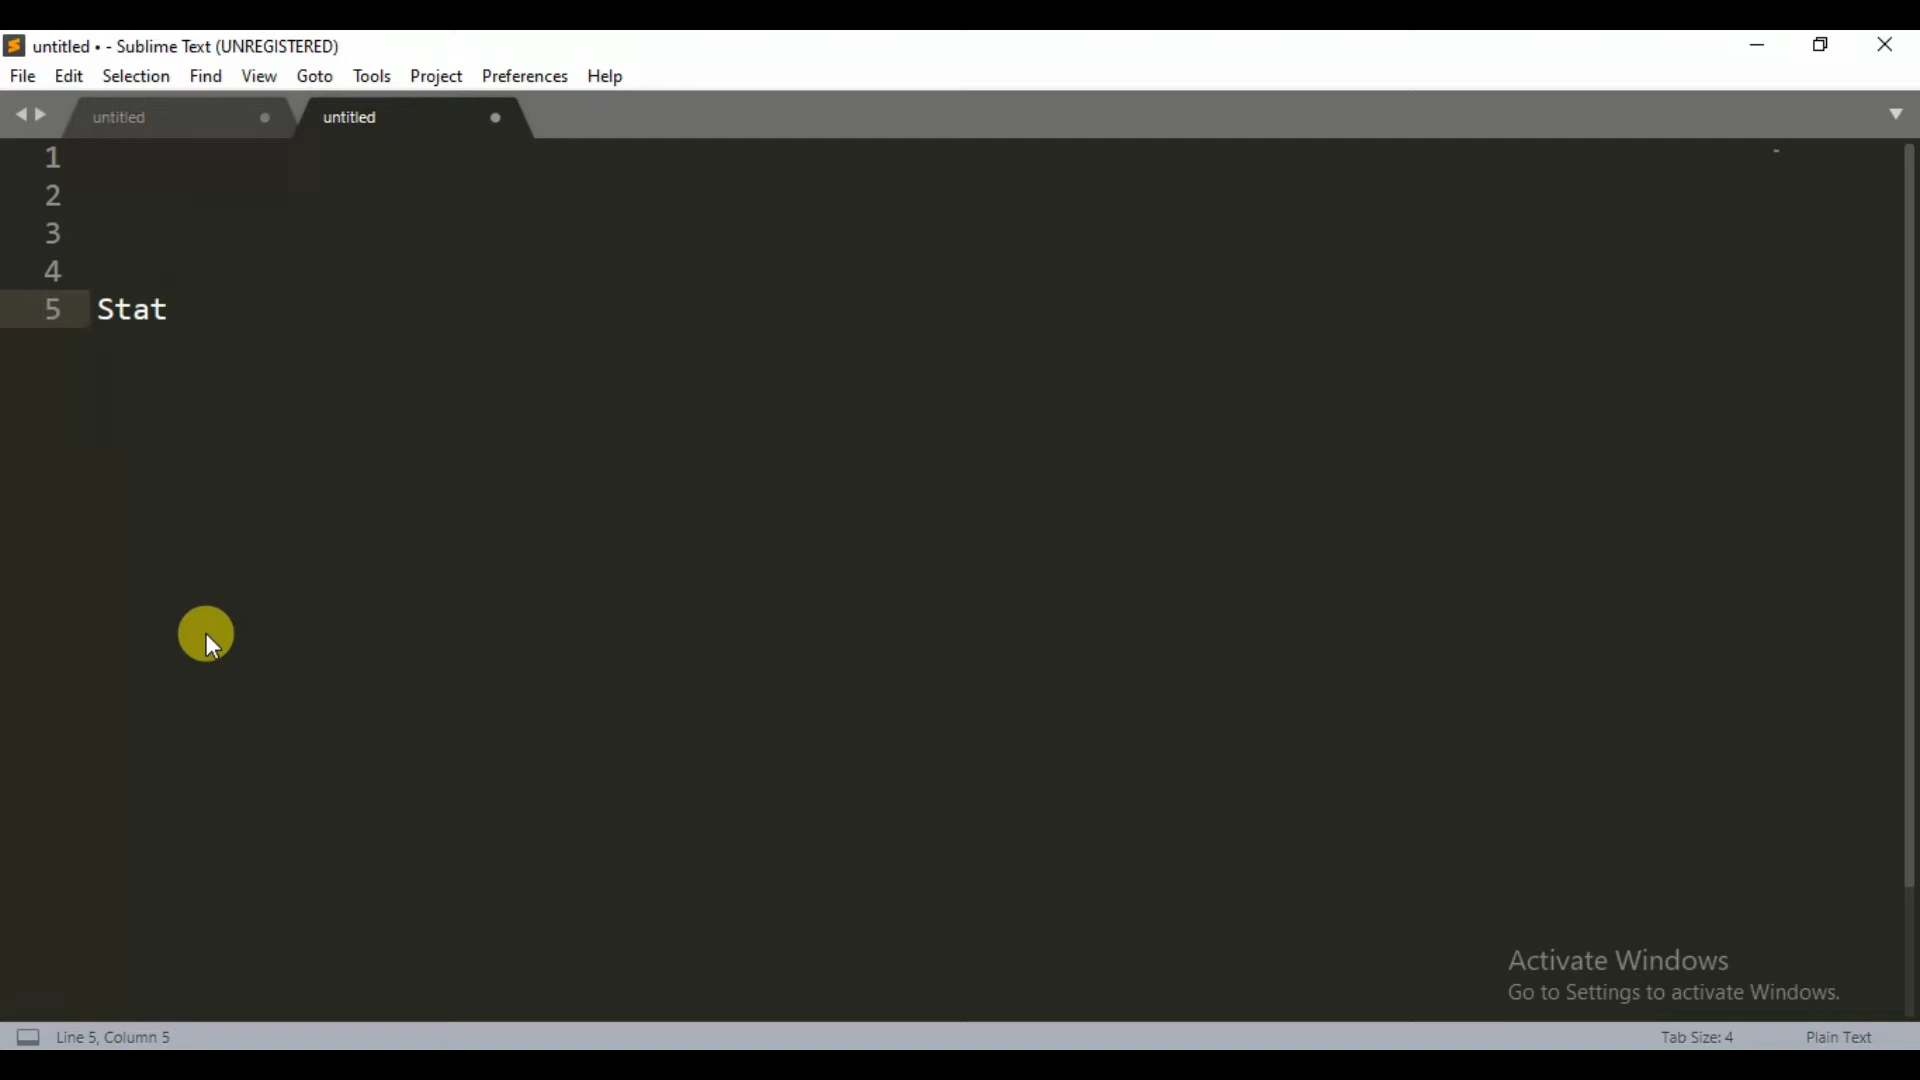 untitled • - Sublime Text (UNREGISTERED)
File Edit Selection Find View Goto Tools Project Preferences Help
untitled untitled
1
2
3
4
5 Stat
Activate Windows
Go to Settings to activate Windows.
Line 5, Column 5 Tab Size: 4 Plain Text